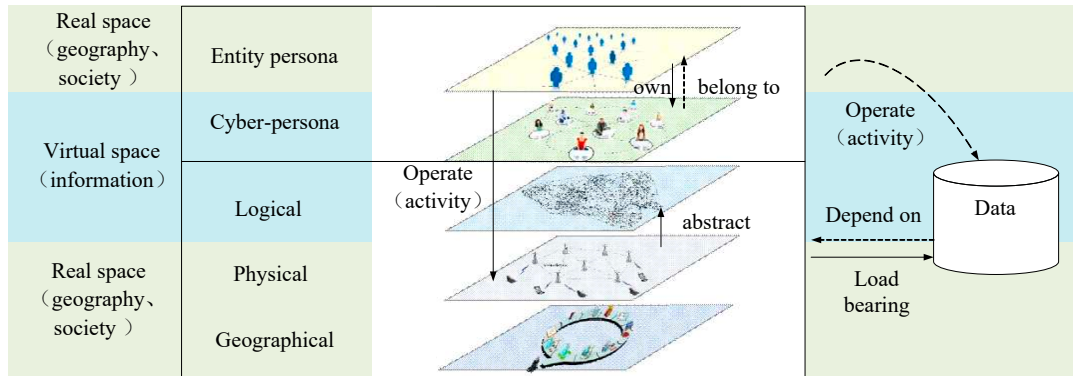 Real space
（geography、
society ）
Entity persona
own
belong to
Cyber-persona
Virtual space
（information）
Operate
（activity）
Logical
abstract
Real space
（geography、
society ）
Physical
Geographical
Operate
（activity）
Data
Depend on
Load
bearing